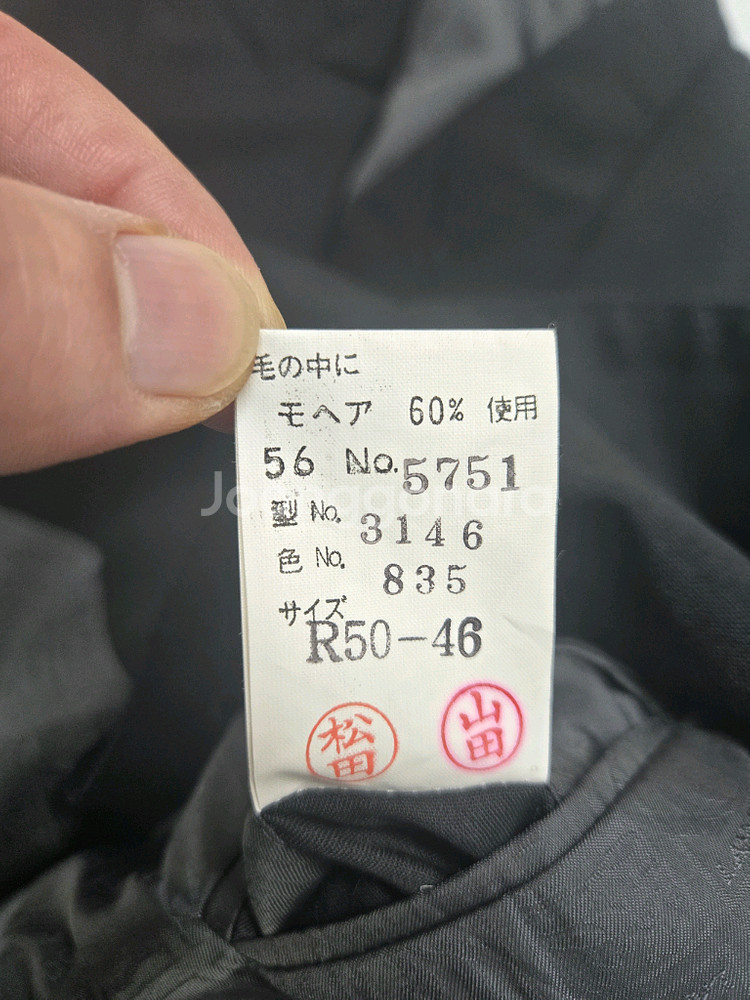 毛の中に
モヘア 60% 使用
56 No. 5751
型 No. 3146
色 No. 835
サイズ
R50-46
松田
山田